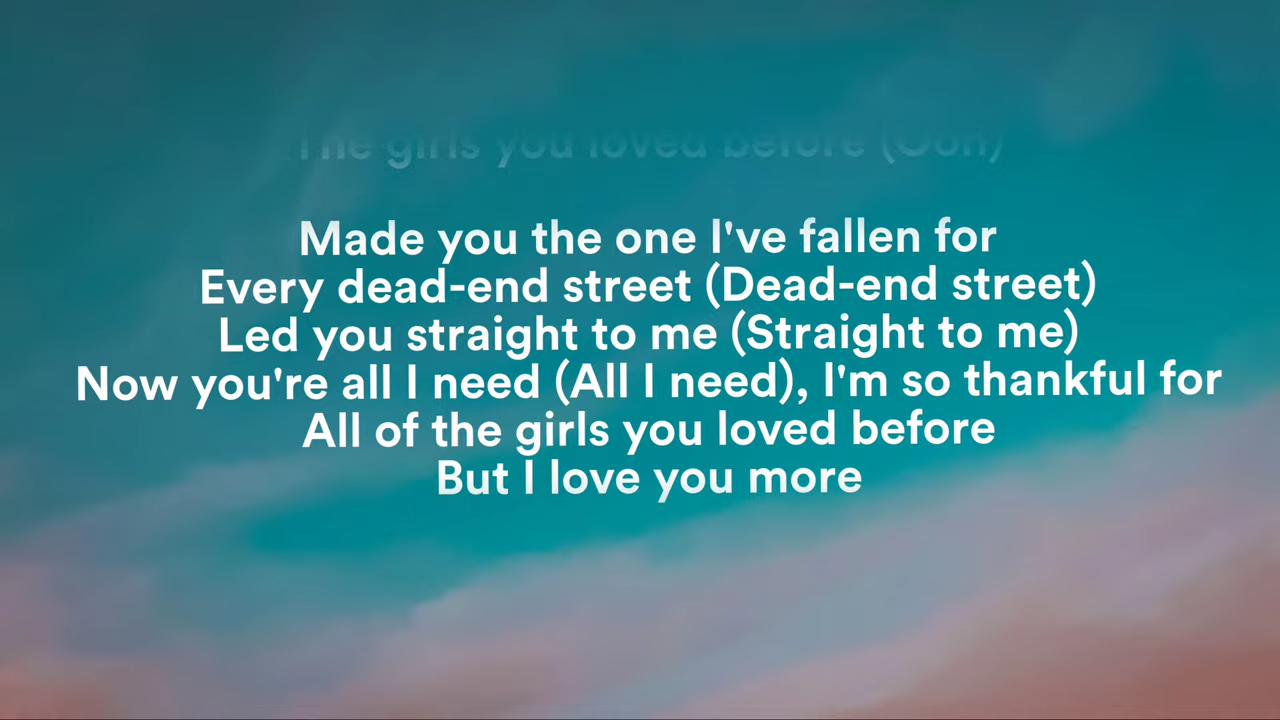 The girls you loved before (Ooh)
Made you the one I've fallen for
Every dead-end street (Dead-end street)
Led you straight to me (Straight to me)
Now you're all I need (All I need), I'm so thankful for
All of the girls you loved before
But I love you more